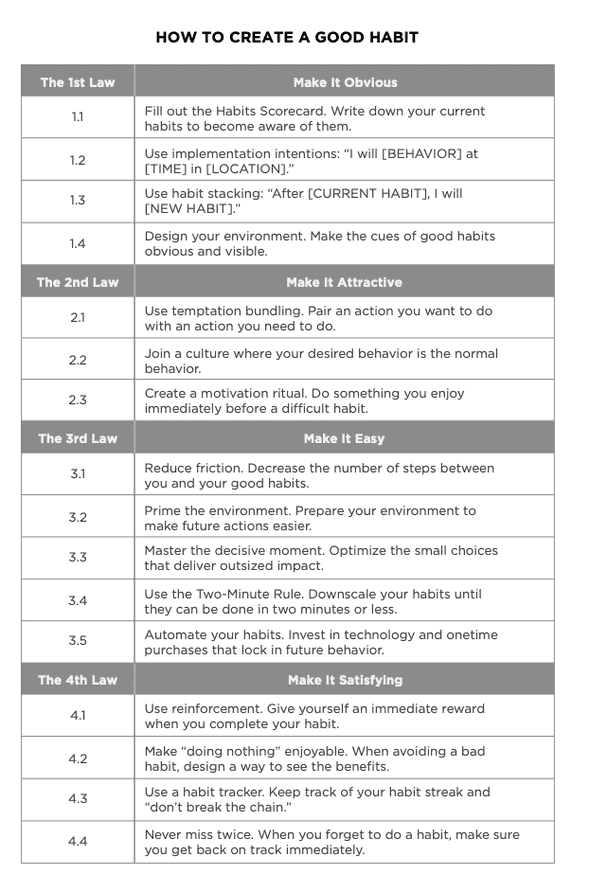 HOW TO CREATE A GOOD HABIT
The 1st Law Make It Obvious
1.1 Fill out the Habits Scorecard. Write down your current
habits to become aware of them.
1.2 Use implementation intentions: “I will [BEHAVIOR] at
[TIME] in [LOCATION].”
1.3 Use habit stacking: “After [CURRENT HABIT], I will
[NEW HABIT].”
1.4 Design your environment. Make the cues of good habits
obvious and visible.
The 2nd Law Make It Attractive
2.1 Use temptation bundling. Pair an action you want to do
with an action you need to do.
2.2 Join a culture where your desired behavior is the normal
behavior.
2.3 Create a motivation ritual. Do something you enjoy
immediately before a difficult habit.
The 3rd Law Make It Easy
3.1 Reduce friction. Decrease the number of steps between
you and your good habits.
3.2 Prime the environment. Prepare your environment to
make future actions easier.
3.3 Master the decisive moment. Optimize the small choices
that deliver outsized impact.
3.4 Use the Two-Minute Rule. Downscale your habits until
they can be done in two minutes or less.
3.5 Automate your habits. Invest in technology and onetime
purchases that lock in future behavior.
The 4th Law Make It Satisfying
4.1 Use reinforcement. Give yourself an immediate reward
when you complete your habit.
4.2 Make “doing nothing” enjoyable. When avoiding a bad
habit, design a way to see the benefits.
4.3 Use a habit tracker. Keep track of your habit streak and
“don’t break the chain.”
4.4 Never miss twice. When you forget to do a habit, make sure
you get back on track immediately.